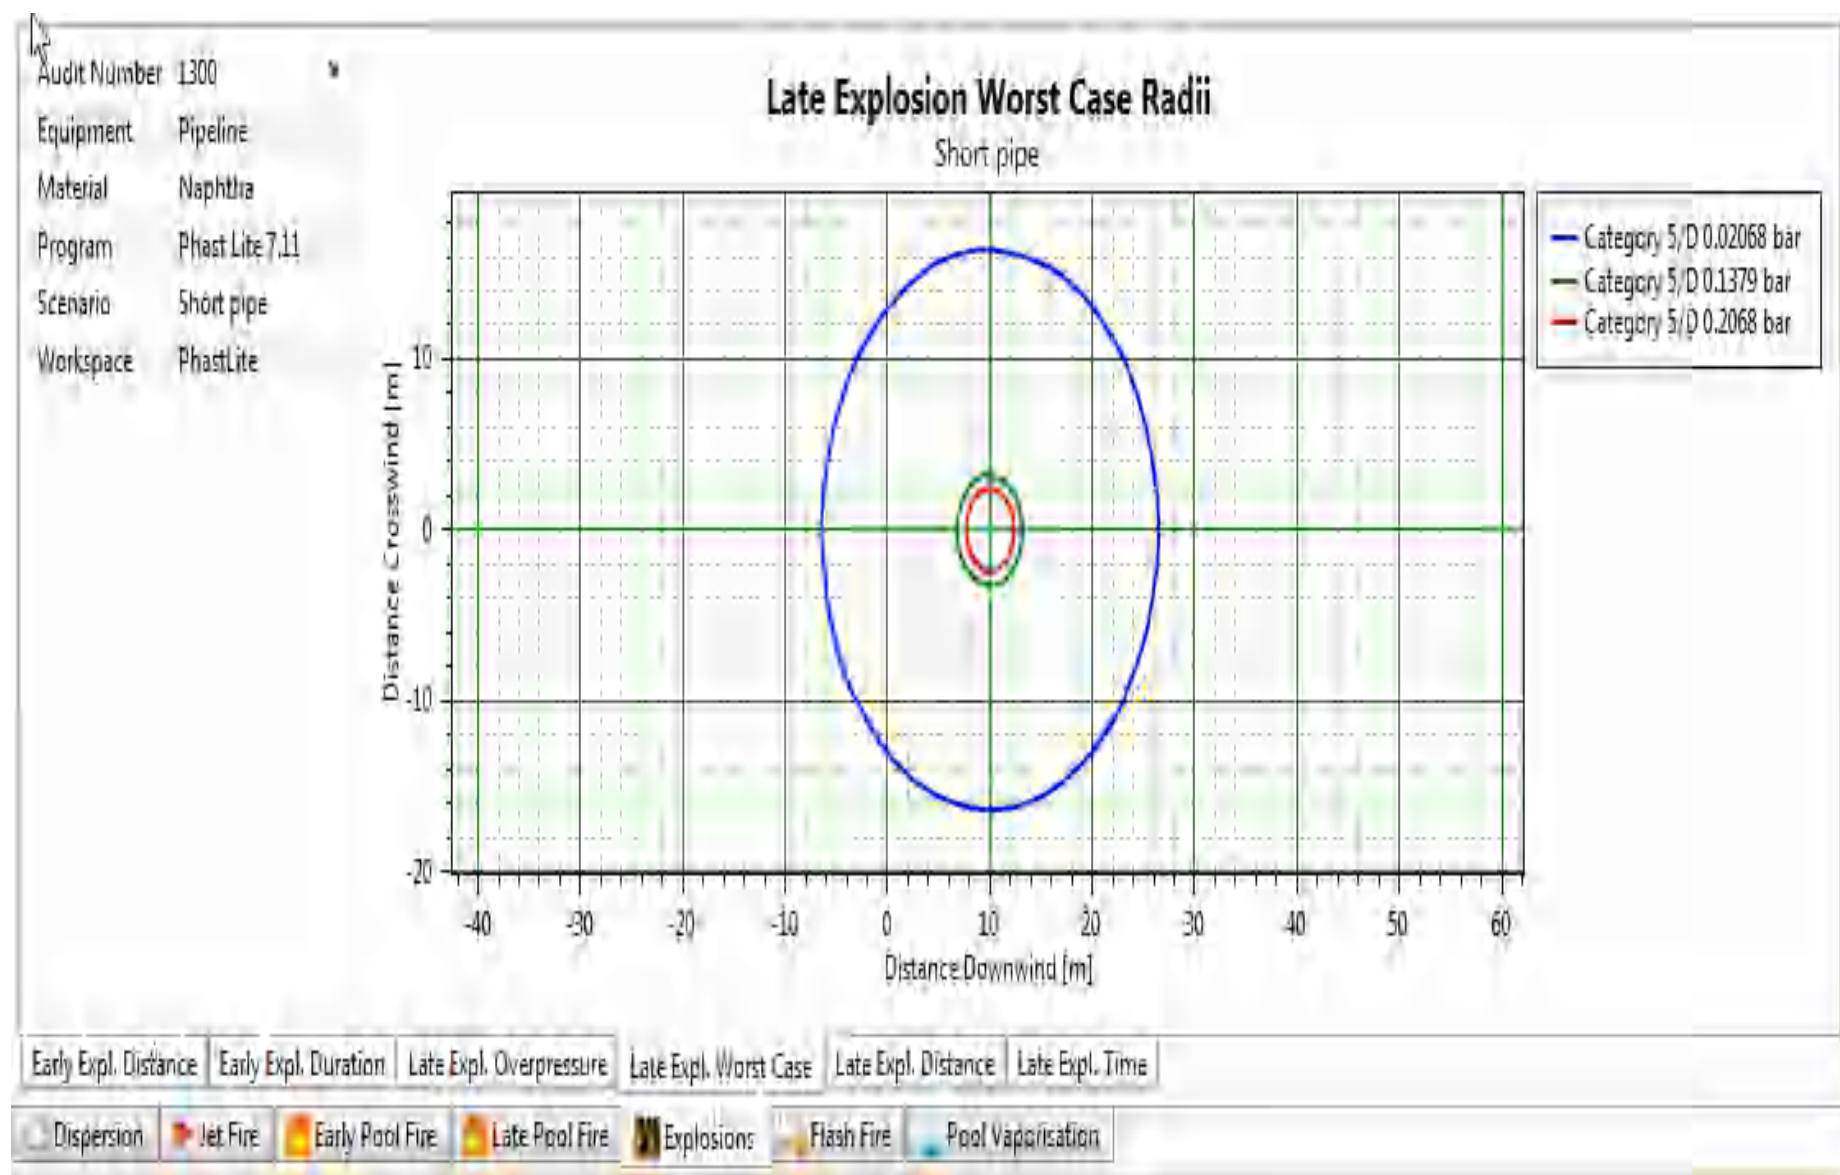 Audit Number 1300
Equipment Pipeline
Material Naphtha
Program Phast Lite 7.11
Scenario Short pipe
Workspace PhastLite
Late Explosion Worst Case Radii
Short pipe
Category 5/D 0.02068 bar
Category 5/D 0.1379 bar
Category 5/D 0.2068 bar
Distance Crosswind [m]
10
0
-10
-20
-40 -30 -20 -10 0 10 20 30 40 50 60
Distance Downwind [m]
Early Expl. Distance Early Expl. Duration Late Expl. Overpressure Late Expl. Worst Case Late Expl. Distance Late Expl. Time
Dispersion Jet Fire Early Pool Fire Late Pool Fire Explosions Flash Fire Pool Vaporisation